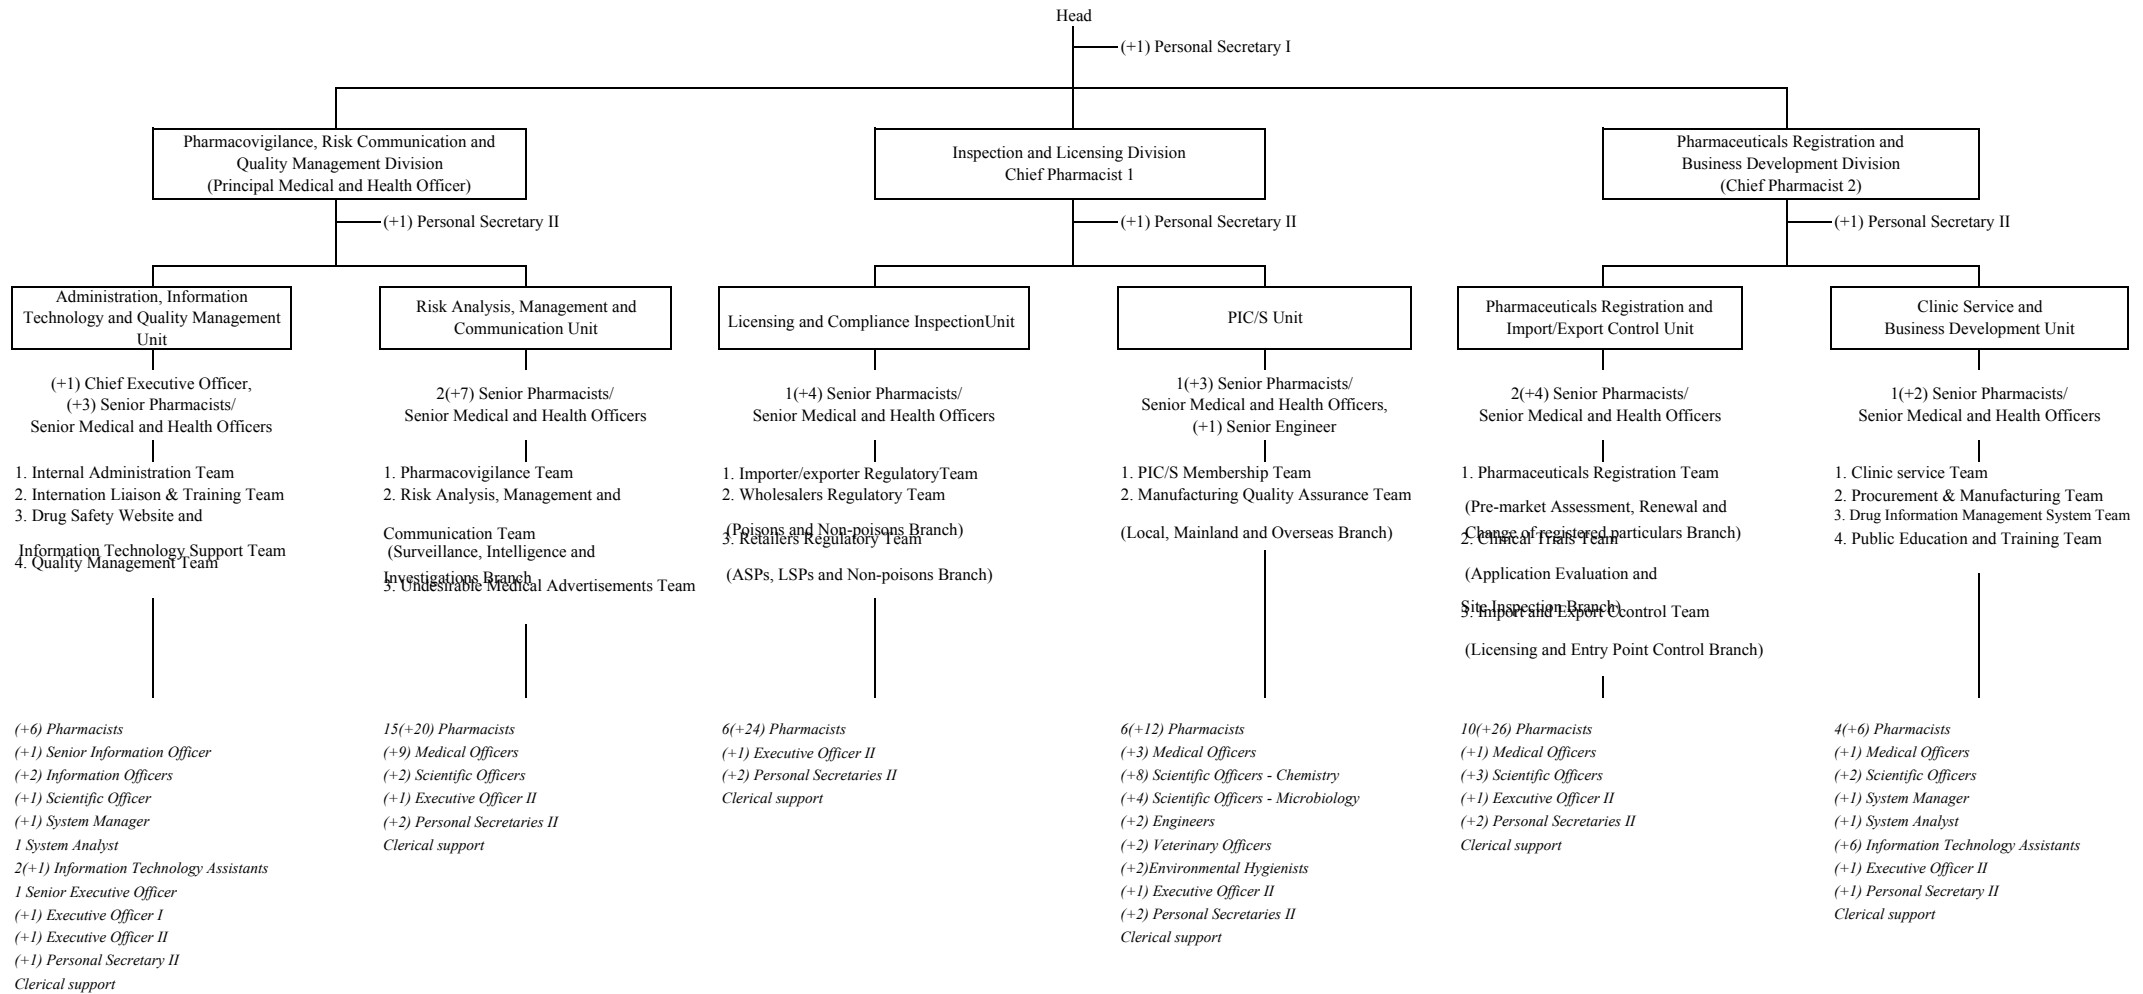 Head
(+1) Personal Secretary I
Pharmacovigilance, Risk Communication and
Quality Management Division
(Principal Medical and Health Officer)
(+1) Personal Secretary II
Inspection and Licensing Division
Chief Pharmacist 1
(+1) Personal Secretary II
Pharmaceuticals Registration and
Business Development Division
(Chief Pharmacist 2)
(+1) Personal Secretary II
Administration, Information
Technology and Quality Management
Unit
(+1) Chief Executive Officer,
(+3) Senior Pharmacists/
Senior Medical and Health Officers
1. Internal Administration Team
2. Internation Liaison & Training Team
3. Drug Safety Website and
Information Technology Support Team
4. Quality Management Team
(+6) Pharmacists
(+1) Senior Information Officer
(+2) Information Officers
(+1) Scientific Officer
(+1) System Manager
1 System Analyst
2(+1) Information Technology Assistants
1 Senior Executive Officer
(+1) Executive Officer I
(+1) Executive Officer II
(+1) Personal Secretary II
Clerical support
Risk Analysis, Management and
Communication Unit
2(+7) Senior Pharmacists/
Senior Medical and Health Officers
1. Pharmacovigilance Team
2. Risk Analysis, Management and
Communication Team
(Surveillance, Intelligence and
Investigations Branch
3. Undesirable Medical Advertisements Team
15(+20) Pharmacists
(+9) Medical Officers
(+2) Scientific Officers
(+1) Executive Officer II
(+2) Personal Secretaries II
Clerical support
Licensing and Compliance InspectionUnit
1(+4) Senior Pharmacists/
Senior Medical and Health Officers
1. Importer/exporter RegulatoryTeam
2. Wholesalers Regulatory Team
(Poisons and Non-poisons Branch)
3. Retailers Regulatory Team
(ASPs, LSPs and Non-poisons Branch)
6(+24) Pharmacists
(+1) Executive Officer II
(+2) Personal Secretaries II
Clerical support
PIC/S Unit
1(+3) Senior Pharmacists/
Senior Medical and Health Officers,
(+1) Senior Engineer
1. PIC/S Membership Team
2. Manufacturing Quality Assurance Team
(Local, Mainland and Overseas Branch)
6(+12) Pharmacists
(+3) Medical Officers
(+8) Scientific Officers - Chemistry
(+4) Scientific Officers - Microbiology
(+2) Engineers
(+2) Veterinary Officers
(+2)Environmental Hygienists
(+1) Executive Officer II
(+2) Personal Secretaries II
Clerical support
Pharmaceuticals Registration and
Import/Export Control Unit
2(+4) Senior Pharmacists/
Senior Medical and Health Officers
1. Pharmaceuticals Registration Team
(Pre-market Assessment, Renewal and
Change of registered particulars Branch)
2. Clinical Trials Team
(Application Evaluation and
Site Inspection Branch)
3. Import and Export Ccontrol Team
(Licensing and Entry Point Control Branch)
10(+26) Pharmacists
(+1) Medical Officers
(+3) Scientific Officers
(+1) Eexcutive Officer II
(+2) Personal Secretaries II
Clerical support
Clinic Service and
Business Development Unit
1(+2) Senior Pharmacists/
Senior Medical and Health Officers
1. Clinic service Team
2. Procurement & Manufacturing Team
3. Drug Information Management System Team
4. Public Education and Training Team
4(+6) Pharmacists
(+1) Medical Officers
(+2) Scientific Officers
(+1) System Manager
(+1) System Analyst
(+6) Information Technology Assistants
(+1) Executive Officer II
(+1) Personal Secretary II
Clerical support